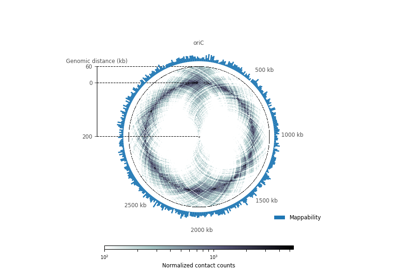 oriC
Genomic distance (kb)
60
0
200
500 kb
1000 kb
1500 kb
2000 kb
2500 kb
Mappability
10² 10³
Normalized contact counts